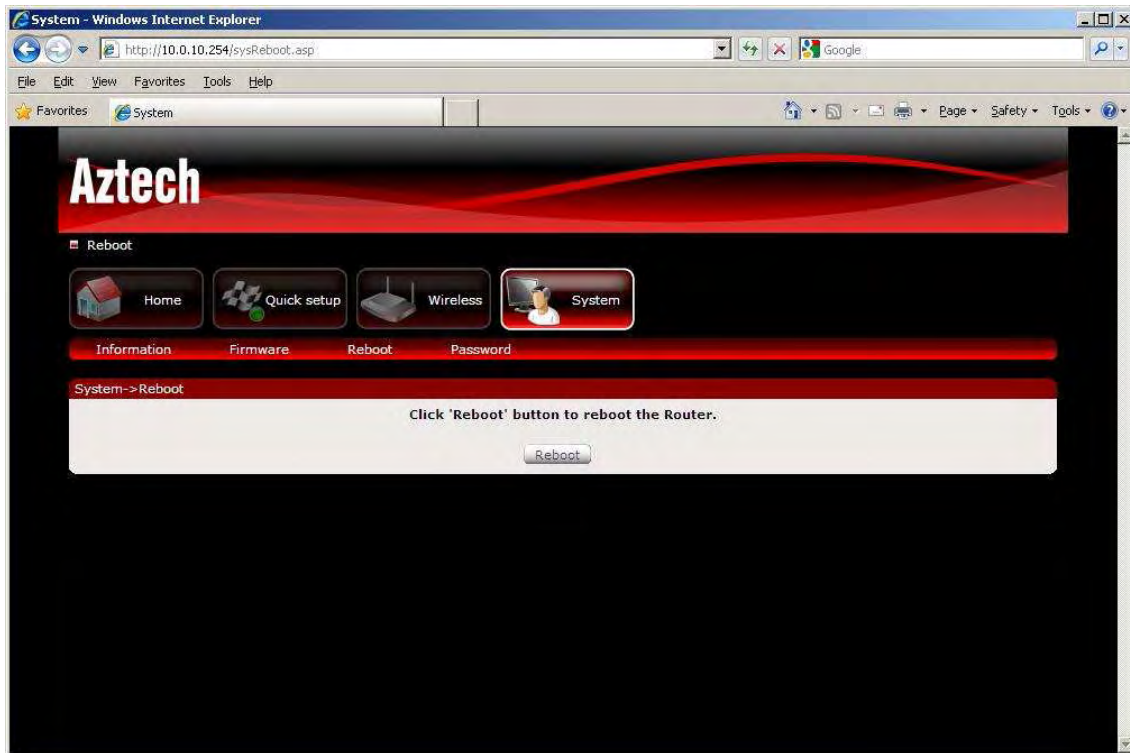 System - Windows Internet Explorer
http://10.0.10.254/sysReboot.asp
Google
File Edit View Favorites Tools Help
Favorites System Page Safety Tools
Aztech
Reboot
Home Quick setup Wireless System
Information Firmware Reboot Password
System->Reboot
Click 'Reboot' button to reboot the Router.
Reboot